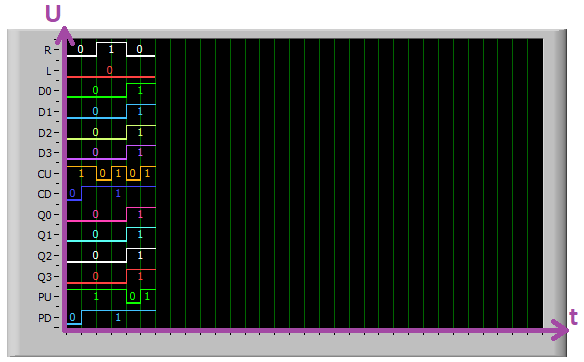 U
R 0 1 0
L 0
D0 0 1
D1 0 1
D2 0 1
D3 0 1
CU 1 0 1 0 1
CD 0 1
Q0 0 1
Q1 0 1
Q2 0 1
Q3 0 1
PU 1 0 1
PD 0 1
t